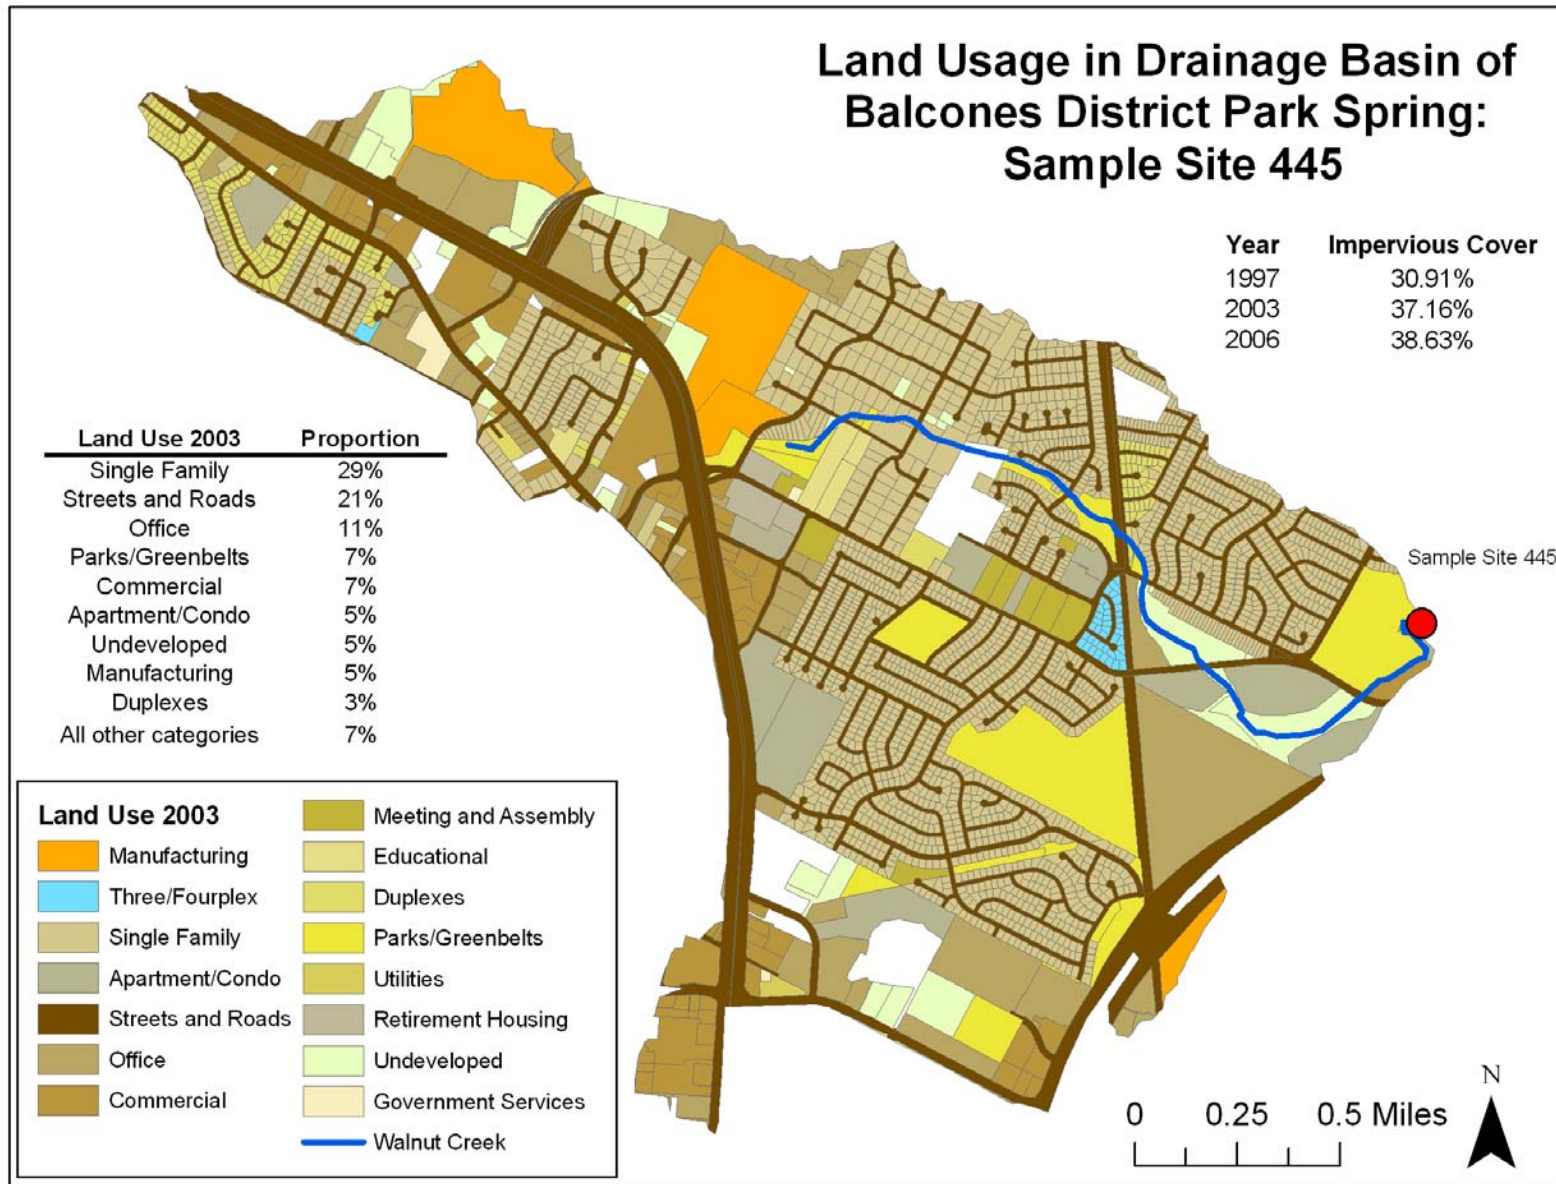 Land Usage in Drainage Basin of
Balcones District Park Spring:
Sample Site 445
Year Impervious Cover
1997 30.91%
2003 37.16%
2006 38.63%
Land Use 2003 Proportion
Single Family 29%
Streets and Roads 21%
Office 11%
Parks/Greenbelts 7%
Commercial 7%
Apartment/Condo 5%
Undeveloped 5%
Manufacturing 5%
Duplexes 3%
All other categories 7%
Sample Site 445
Land Use 2003
Manufacturing
Three/Fourplex
Single Family
Apartment/Condo
Streets and Roads
Office
Commercial
Meeting and Assembly
Educational
Duplexes
Parks/Greenbelts
Utilities
Retirement Housing
Undeveloped
Government Services
Walnut Creek
0 0.25 0.5 Miles
N